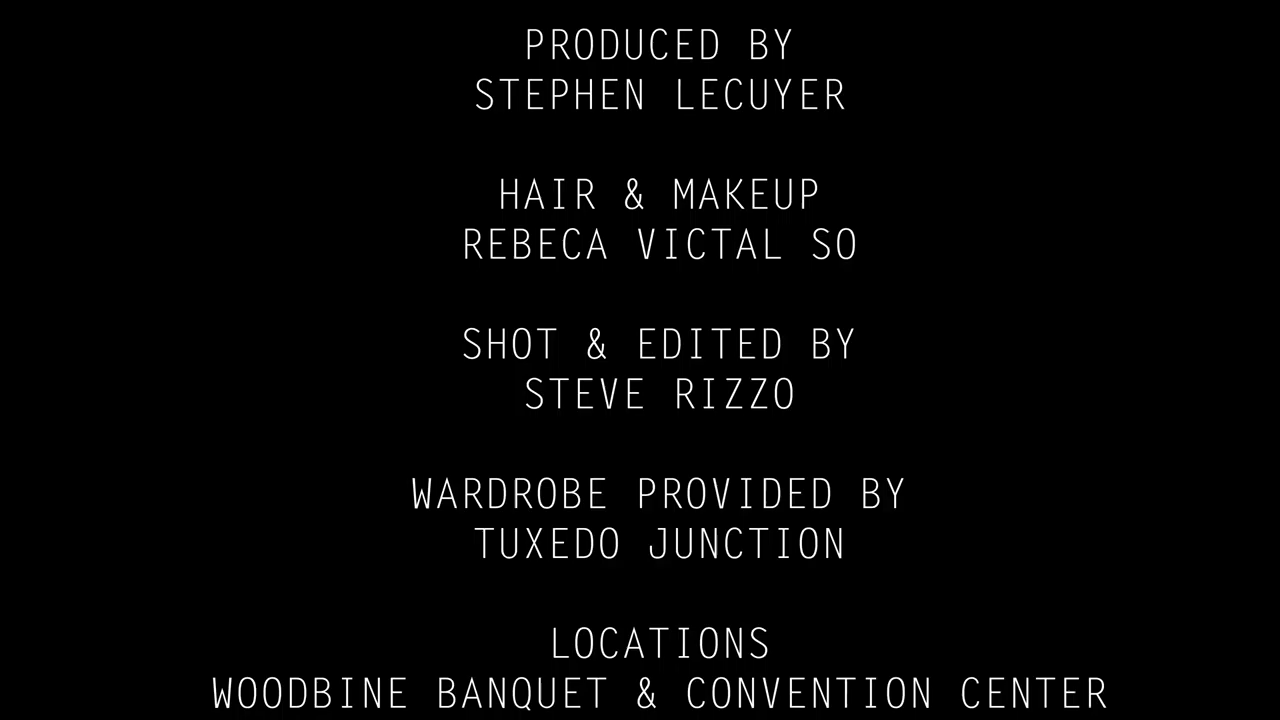 PRODUCED BY
STEPHEN LECUYER
HAIR & MAKEUP
REBECA VICTAL SO
SHOT & EDITED BY
STEVE RIZZO
WARDROBE PROVIDED BY
TUXEDO JUNCTION
LOCATIONS
WOODBINE BANQUET & CONVENTION CENTER